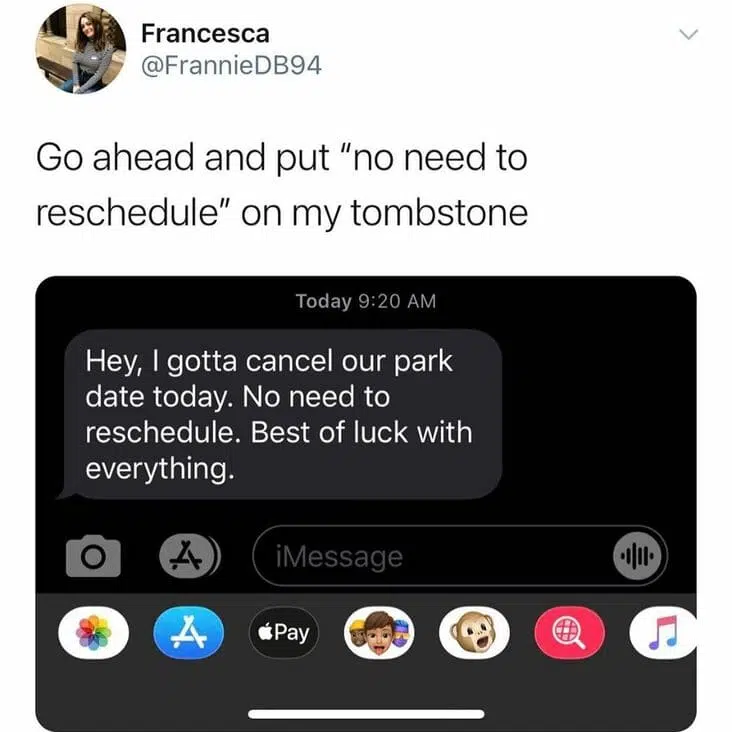 Francesca
@FrannieDB94
Go ahead and put “no need to
reschedule” on my tombstone
Today 9:20 AM
Hey, I gotta cancel our park
date today. No need to
reschedule. Best of luck with
everything.
iMessage
Pay